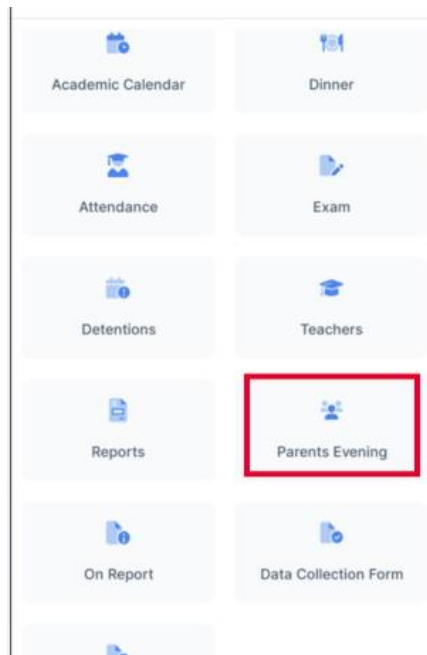 Academic Calendar
Dinner
Attendance
Exam
Detentions
Teachers
Reports
Parents Evening
On Report
Data Collection Form